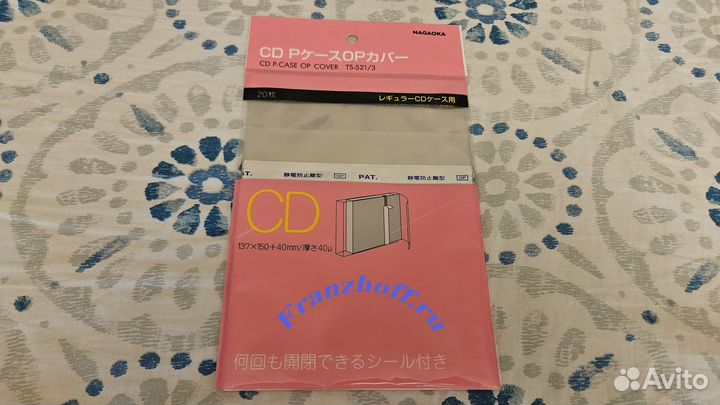 NAGAOKA
CD PケースOPカバー
CD P-CASE OP COVER TS-521/3
20枚
レギュラーCDケース用
PAT. 静電防止離型 OP PAT. 静電防止離型 OP
CD
137×150+40mm/厚さ40μ
Franzhoff.ru
何回も開閉できるシール付き
Avito